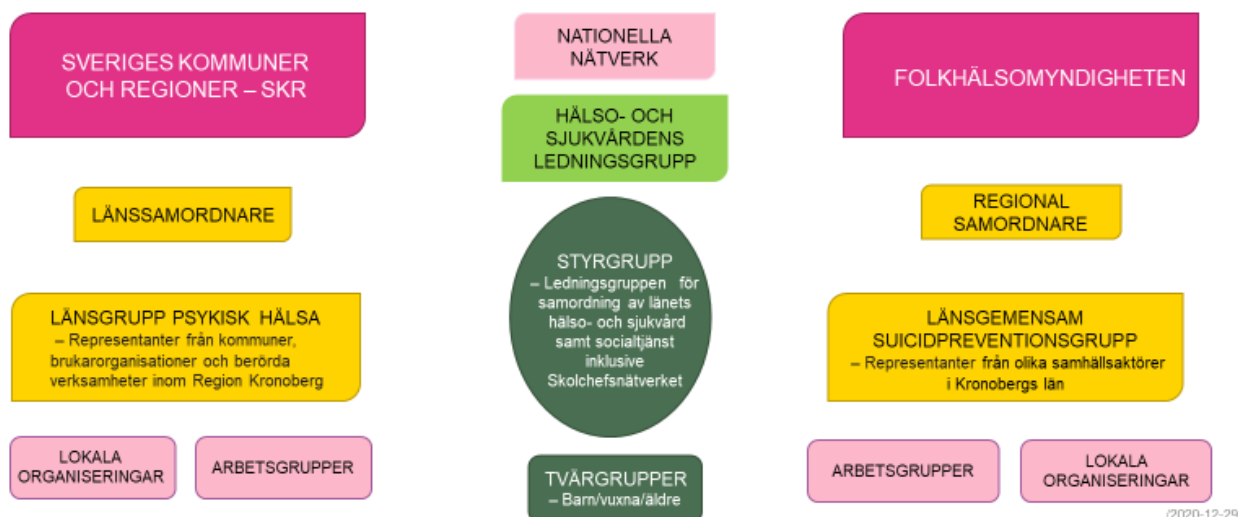 SVERIGES KOMMUNER
OCH REGIONER – SKR
NATIONELLA
NÄTVERK
FOLKHÄLSOMYNDIGHETEN
HÄLSO- OCH
SJUKVÅRDENS
LEDNINGSGRUPP
LÄNSSAMORDNARE
REGIONAL
SAMORDNARE
STYRGRUPP
– Ledningsgruppen för
samordning av länets
hälso- och sjukvård
samt socialtjänst
inklusive
Skolchefsnätverket
LÄNSGRUPP PSYKISK HÄLSA
– Representanter från kommuner,
brukarorganisationer och berörda
verksamheter inom Region Kronoberg
LÄNSGEMENSAM
SUICIDPREVENTIONSGRUPP
– Representanter från olika samhällsaktörer
i Kronobergs län
LOKALA
ORGANISERINGAR
ARBETSGRUPPER
TVÄRGRUPPER
– Barn/vuxna/äldre
ARBETSGRUPPER
LOKALA
ORGANISERINGAR
/2020-12-29